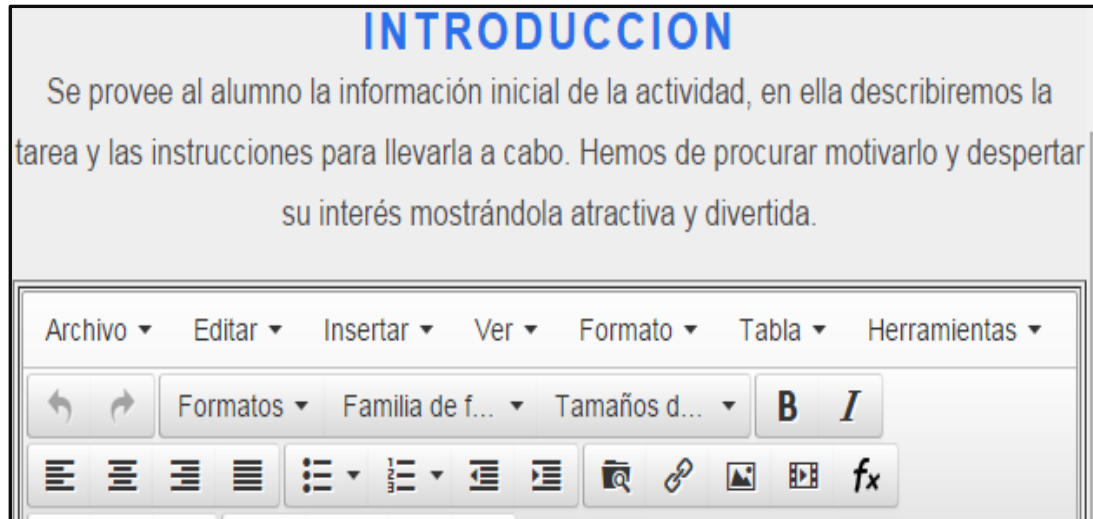 INTRODUCCION
Se provee al alumno la información inicial de la actividad, en ella describiremos la
tarea y las instrucciones para llevarla a cabo. Hemos de procurar motivarlo y despertar
su interés mostrándola atractiva y divertida.
Archivo Editar Insertar Ver Formato Tabla Herramientas
Formatos Familia de f... Tamaños d... B I
fx